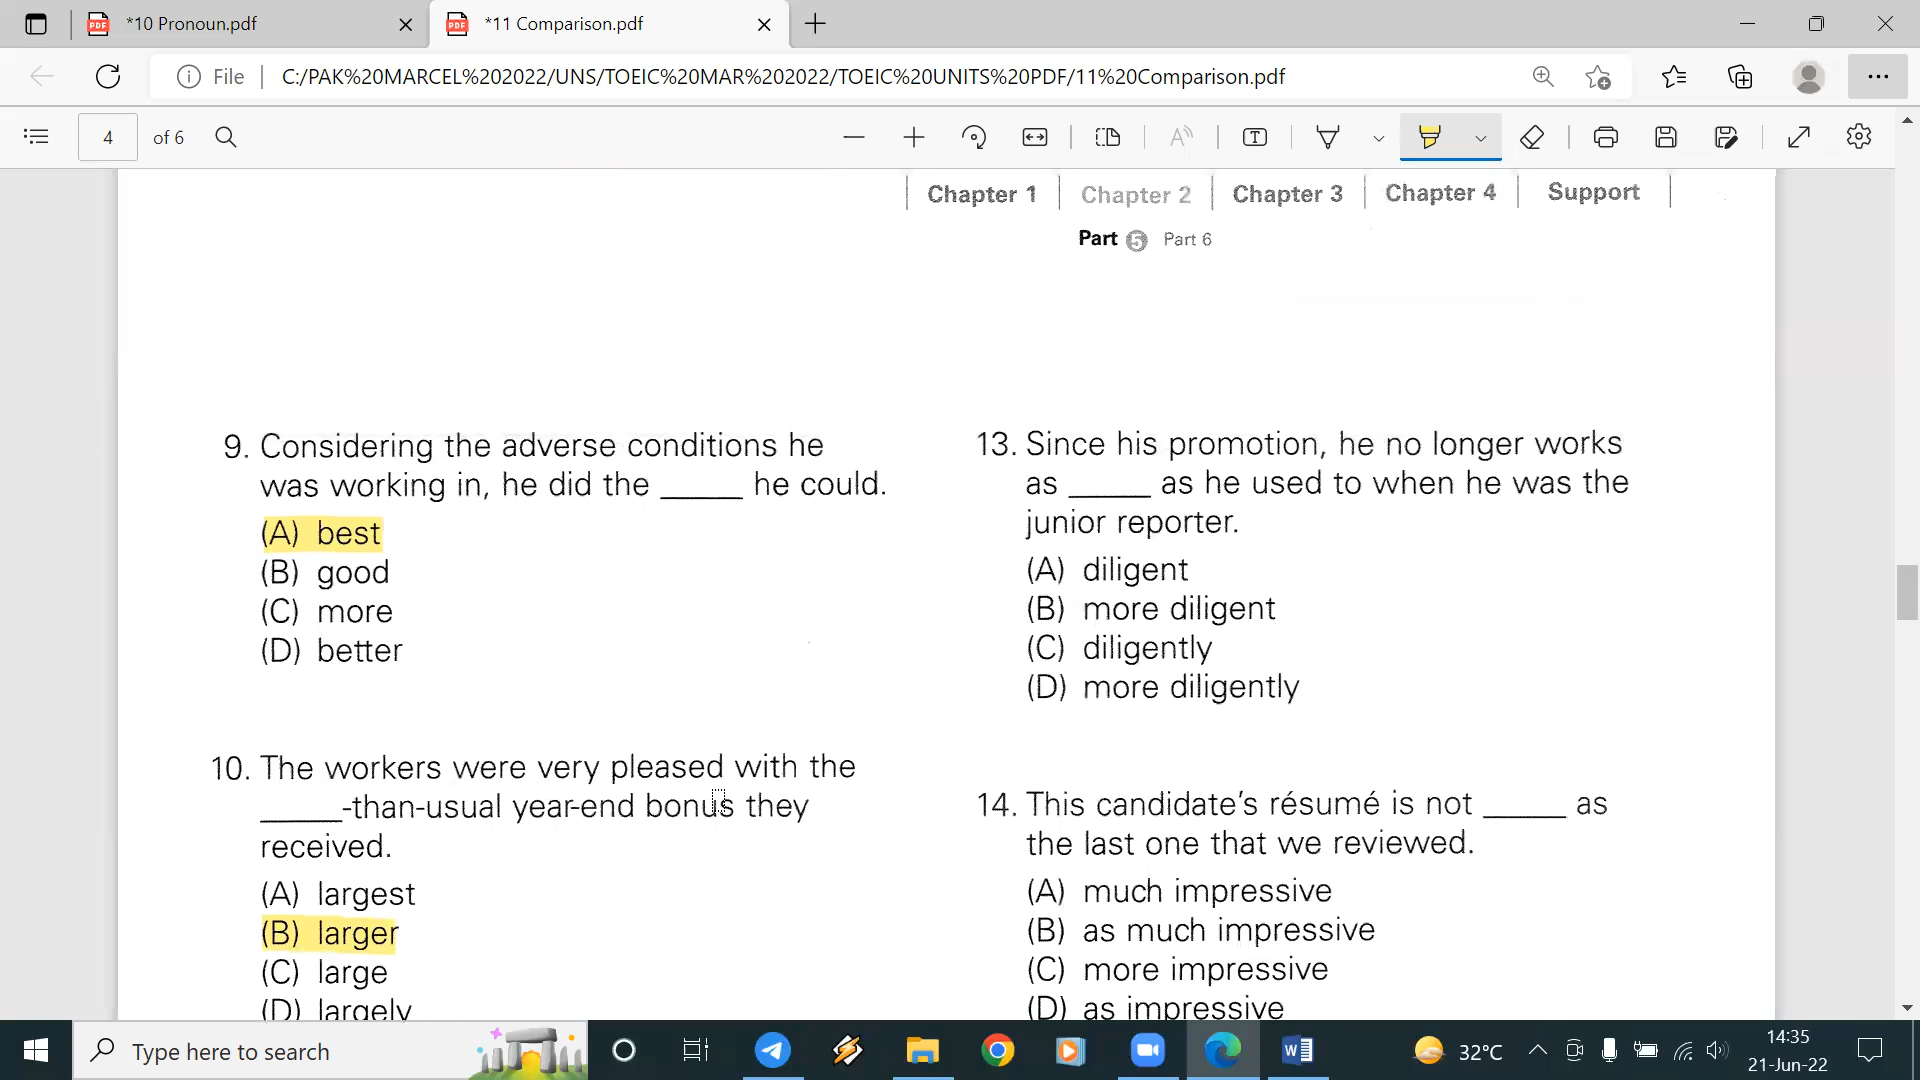 *10 Pronoun.pdf
*11 Comparison.pdf
File
C:/PAK%20MARCEL%202022/UNS/TOEIC%20MAR%202022/TOEIC%20UNITS%20PDF/11%20Comparison.pdf
4 of 6
Chapter 1 Chapter 2 Chapter 3 Chapter 4 Support
Part 5 Part 6
9. Considering the adverse conditions he
was working in, he did the _____ he could.
(A) best
(B) good
(C) more
(D) better
10. The workers were very pleased with the
_____-than-usual year-end bonus they
received.
(A) largest
(B) larger
(C) large
(D) largely
13. Since his promotion, he no longer works
as _____ as he used to when he was the
junior reporter.
(A) diligent
(B) more diligent
(C) diligently
(D) more diligently
14. This candidate's résumé is not _____ as
the last one that we reviewed.
(A) much impressive
(B) as much impressive
(C) more impressive
(D) as impressive
Type here to search
32°C
14:35
21-Jun-22